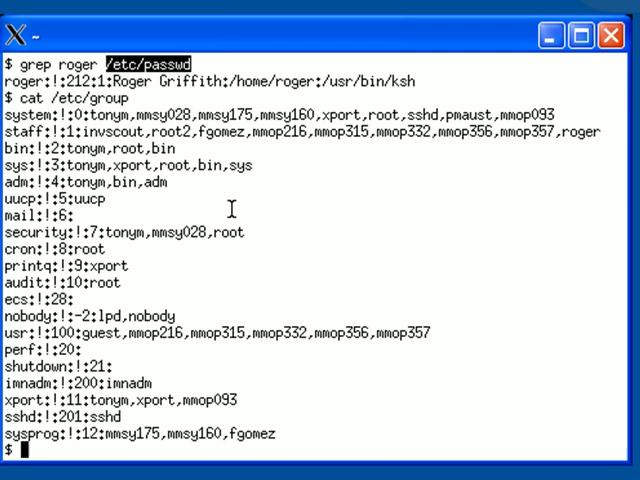 ~
$ grep roger /etc/passwd
roger:!:212:1:Roger Griffith:/home/roger:/usr/bin/ksh
$ cat /etc/group
system:!:0:tonym,mmsy028,mmsy175,mmsy160,xport,root,sshd,pmaust,mmop093
staff:!:1:invscout,root2,fgomez,mmop216,mmop315,mmop332,mmop356,mmop357,roger
bin:!:2:tonym,root,bin
sys:!:3:tonym,xport,root,bin,sys
adm:!:4:tonym,bin,adm
uucp:!:5:uucp
mail:!:6:
security:!:7:tonym,mmsy028,root
cron:!:8:root
printq:!:9:xport
audit:!:10:root
ecs:!:28:
nobody:!:-2:lpd,nobody
usr:!:100:guest,mmop216,mmop315,mmop332,mmop356,mmop357
perf:!:20:
shutdown:!:21:
imnadm:!:200:imnadm
xport:!:11:tonym,xport,mmop093
sshd:!:201:sshd
sysprog:!:12:mmsy175,mmsy160,fgomez
$